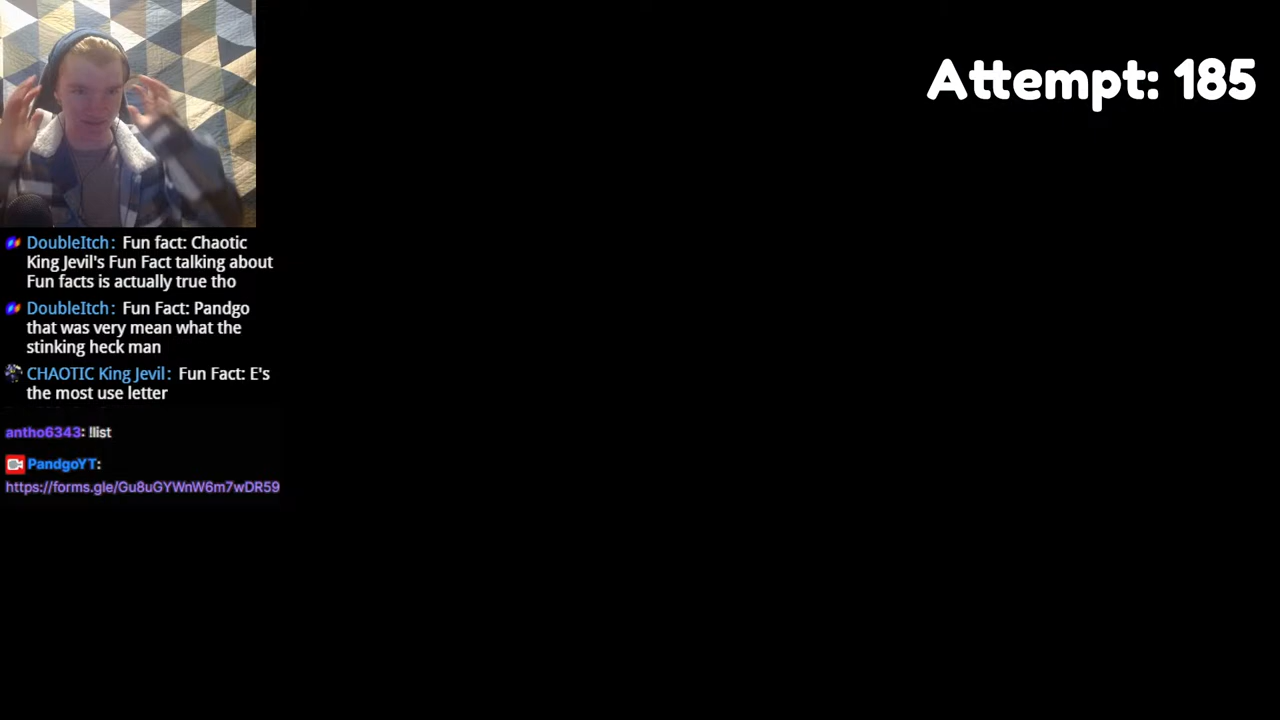 Attempt: 185
DoubleItch: Fun fact: Chaotic
King Jevil's Fun Fact talking about
Fun facts is actually true tho
DoubleItch: Fun Fact: Pandgo
that was very mean what the
stinking heck man
CHAOTIC King Jevil: Fun Fact: E's
the most use letter
antho6343: !list
PandgoYT:
https://forms.gle/Gu8uGYWnW6m7wDR59